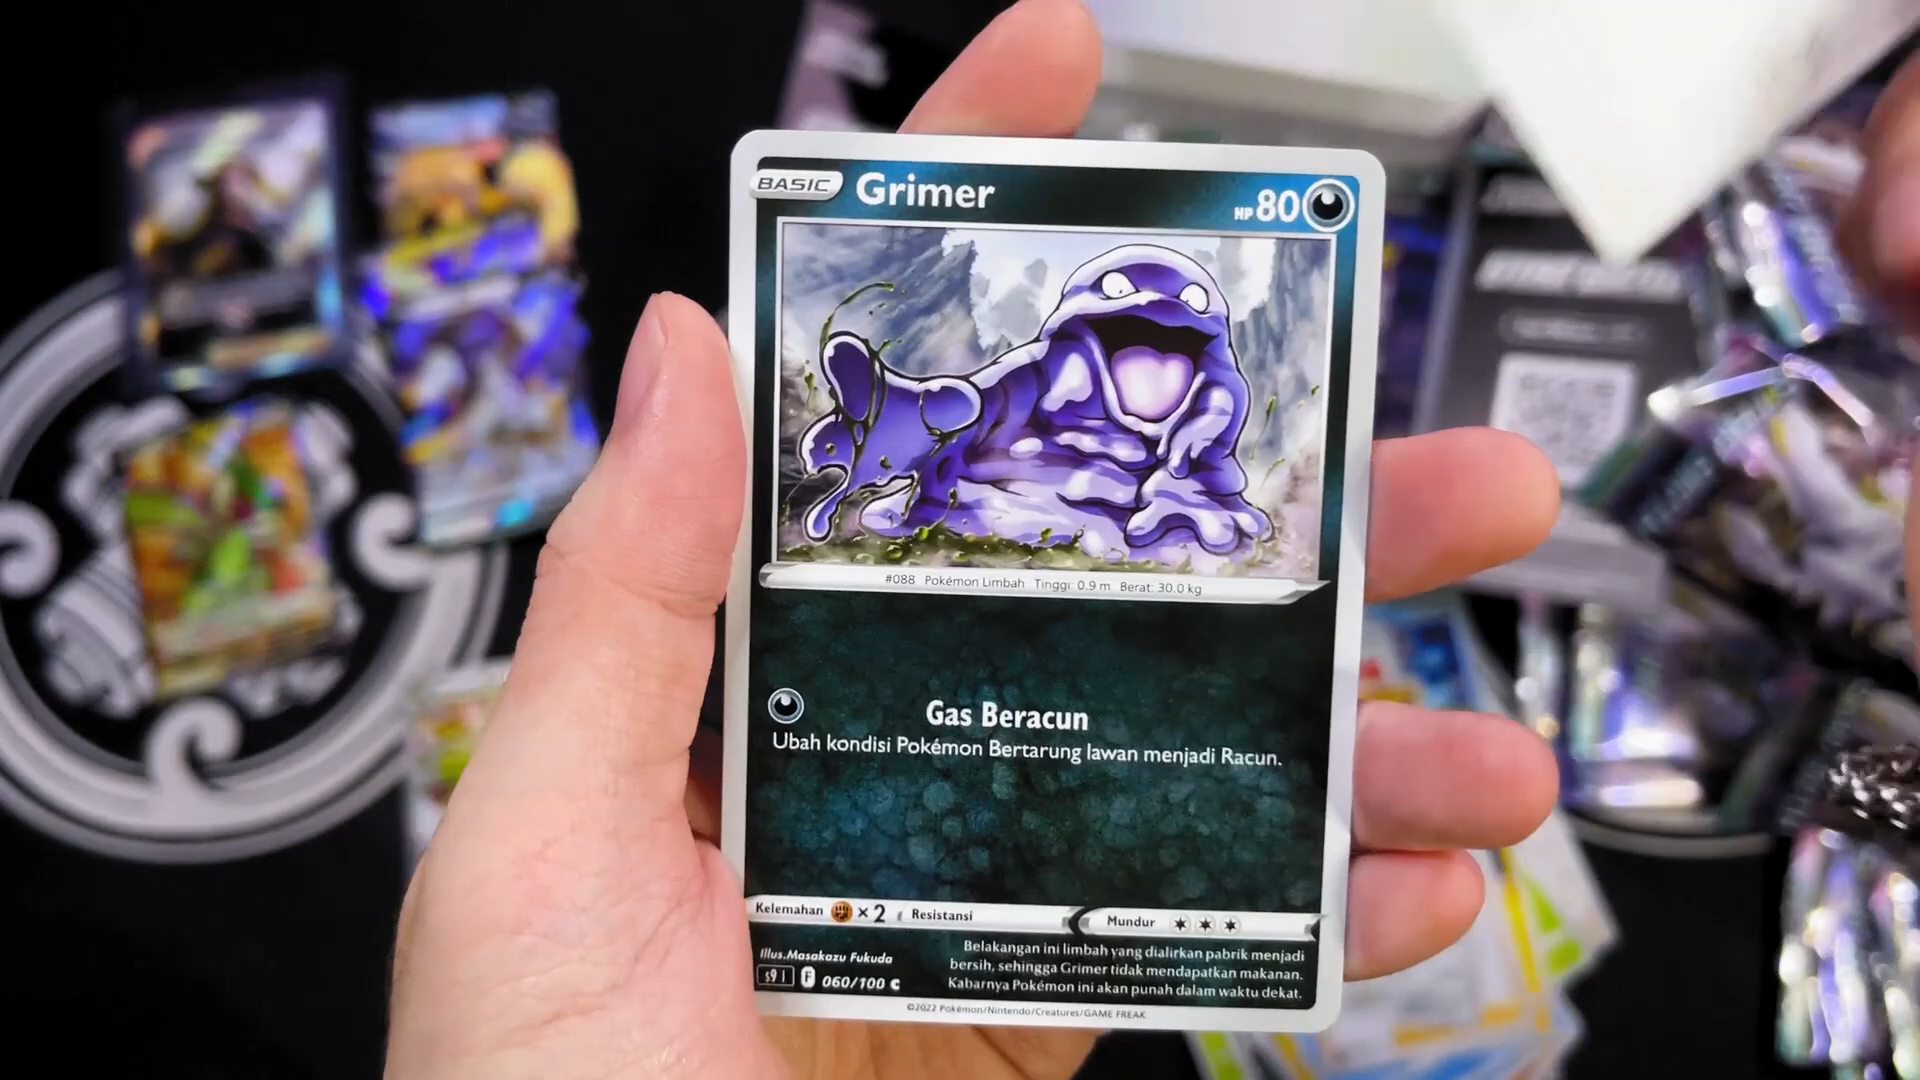 BASIC Grimer HP 80
#088 Pokémon Limbah Tinggi: 0.9 m Berat: 30.0 kg
Gas Beracun
Ubah kondisi Pokémon Bertarung lawan menjadi Racun.
Kelemahan × 2 Resistansi Mundur
Illus. Masakazu Fukuda
s9 I F 060/100 C
Belakangan ini limbah yang dialirkan pabrik menjadi
bersih, sehingga Grimer tidak mendapatkan makanan.
Kabarnya Pokémon ini akan punah dalam waktu dekat.
©2022 Pokémon/Nintendo/Creatures/GAME FREAK